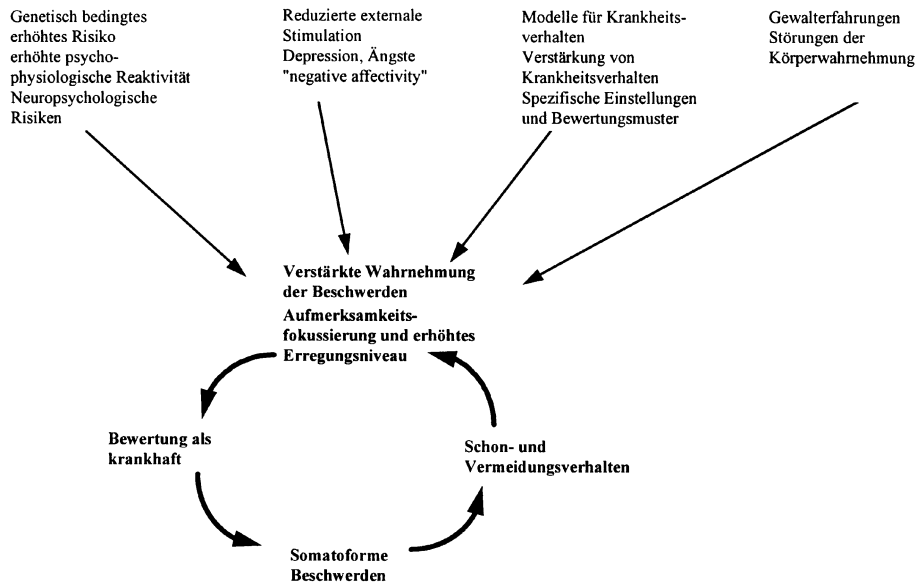 Genetisch bedingtes
erhöhtes Risiko
erhöhte psycho-
physiologische Reaktivität
Neuropsychologische
Risiken
Reduzierte externale
Stimulation
Depression, Ängste
"negative affectivity"
Modelle für Krankheits-
verhalten
Verstärkung von
Krankheitsverhalten
Spezifische Einstellungen
und Bewertungsmuster
Gewalterfahrungen
Störungen der
Körperwahrnehmung
Verstärkte Wahrnehmung
der Beschwerden
Aufmerksamkeits-
fokussierung und erhöhtes
Erregungsniveau
Bewertung als
krankhaft
Schon- und
Vermeidungsverhalten
Somatoforme
Beschwerden